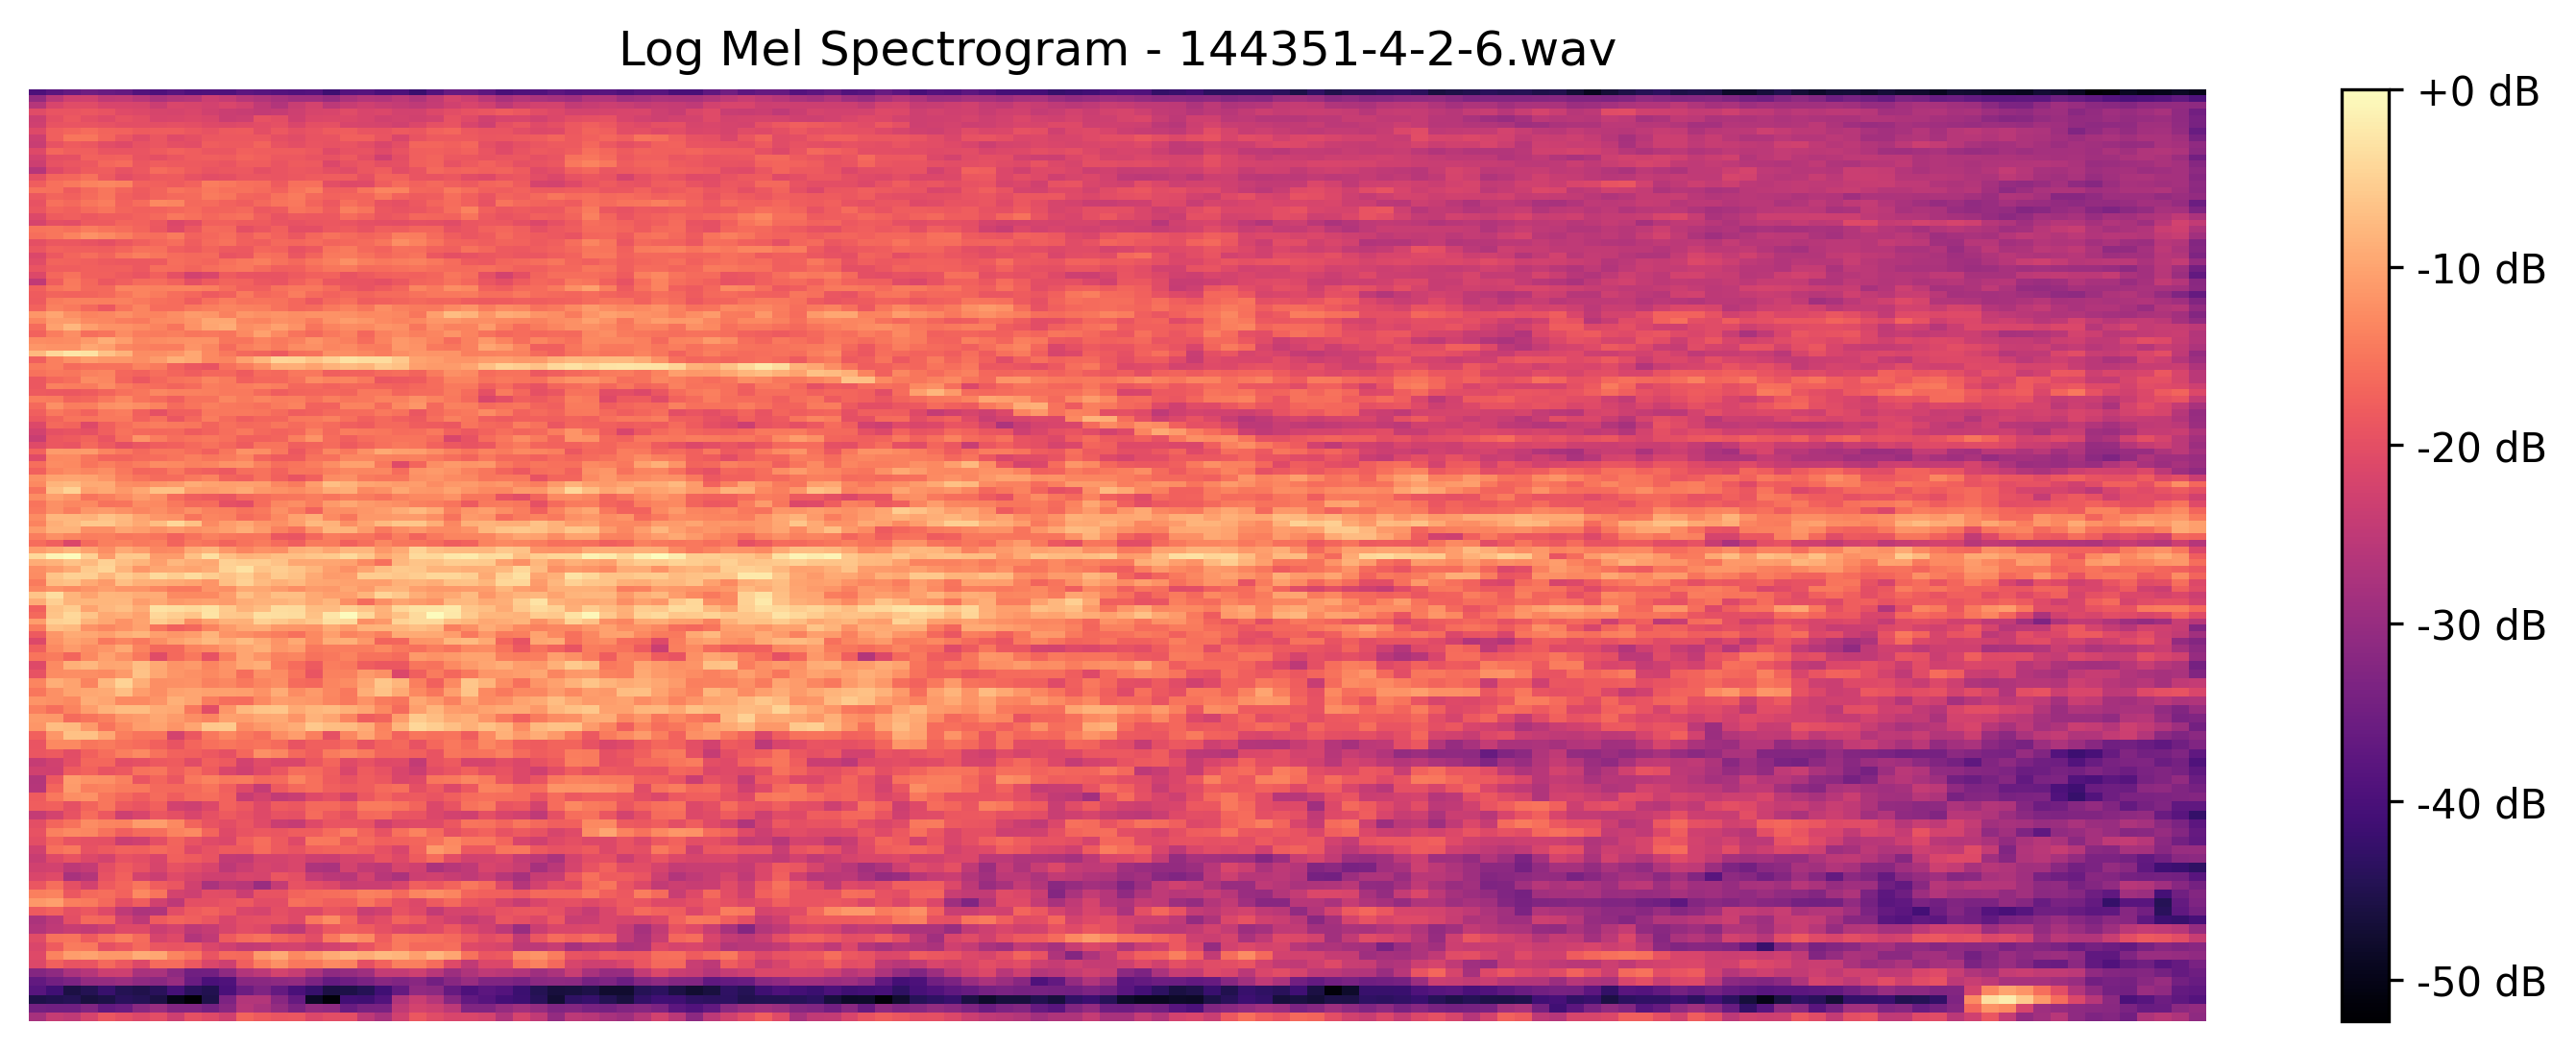 Log Mel Spectrogram - 144351-4-2-6.wav
+0 dB
-10 dB
-20 dB
-30 dB
-40 dB
-50 dB